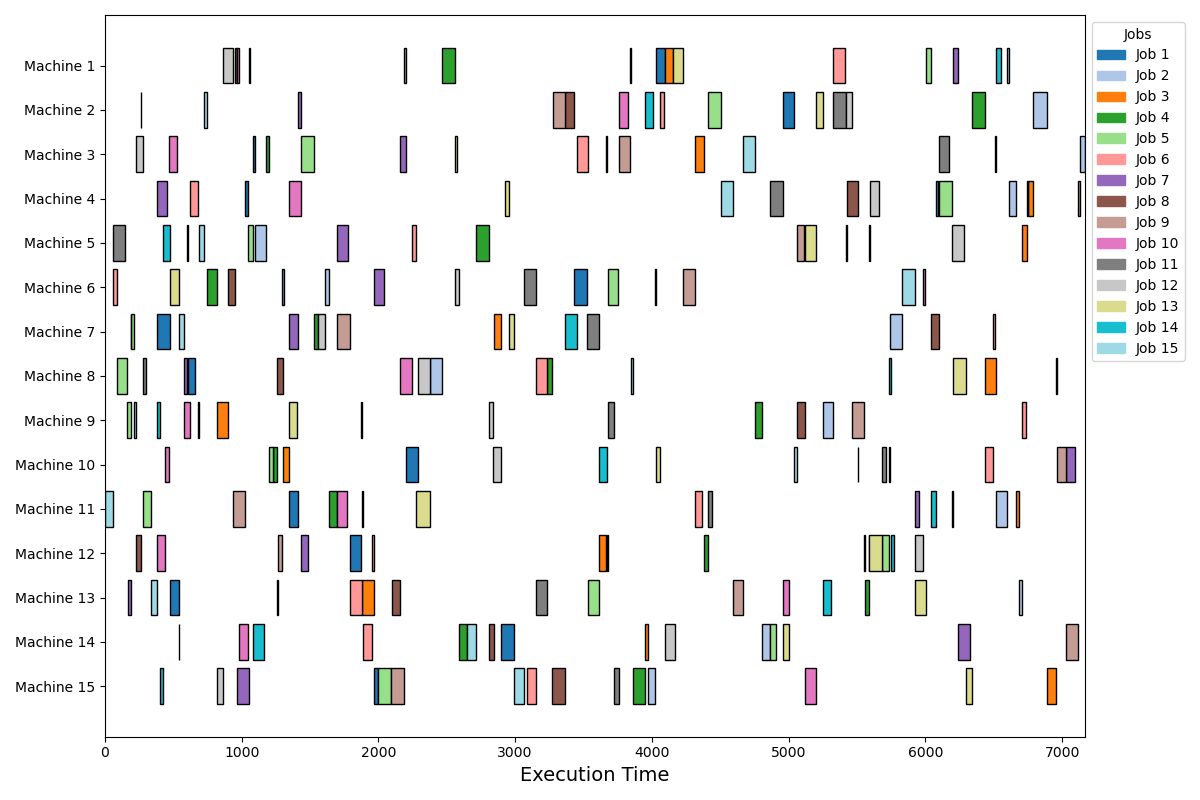 Machine 1
Machine 2
Machine 3
Machine 4
Machine 5
Machine 6
Machine 7
Machine 8
Machine 9
Machine 10
Machine 11
Machine 12
Machine 13
Machine 14
Machine 15
0 1000 2000 3000 4000 5000 6000 7000
Execution Time
Jobs
Job 1
Job 2
Job 3
Job 4
Job 5
Job 6
Job 7
Job 8
Job 9
Job 10
Job 11
Job 12
Job 13
Job 14
Job 15